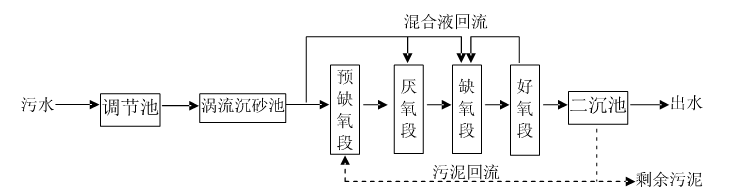 混合液回流
污水
调节池
涡流沉砂池
预缺氧段
厌氧段
缺氧段
好氧段
二沉池
出水
污泥回流
剩余污泥